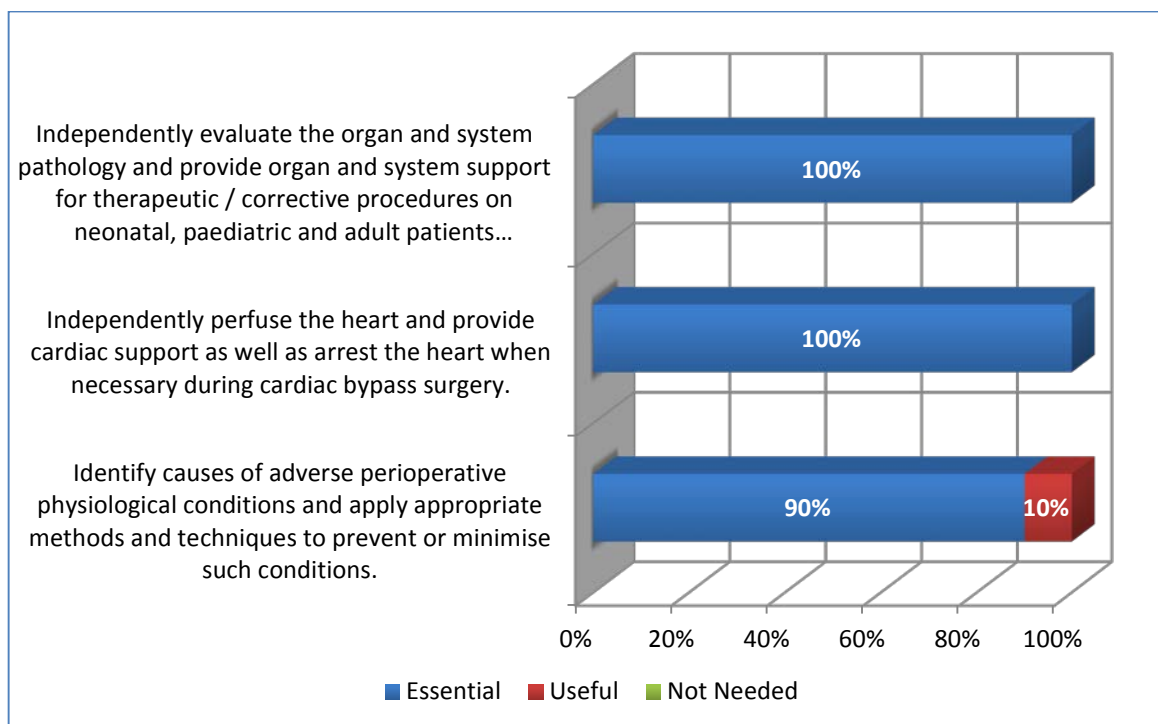 Independently evaluate the organ and system
pathology and provide organ and system support
for therapeutic / corrective procedures on
neonatal, paediatric and adult patients…
100%
Independently perfuse the heart and provide
cardiac support as well as arrest the heart when
necessary during cardiac bypass surgery.
100%
Identify causes of adverse perioperative
physiological conditions and apply appropriate
methods and techniques to prevent or minimise
such conditions.
90% 10%
0% 20% 40% 60% 80% 100%
Essential Useful Not Needed